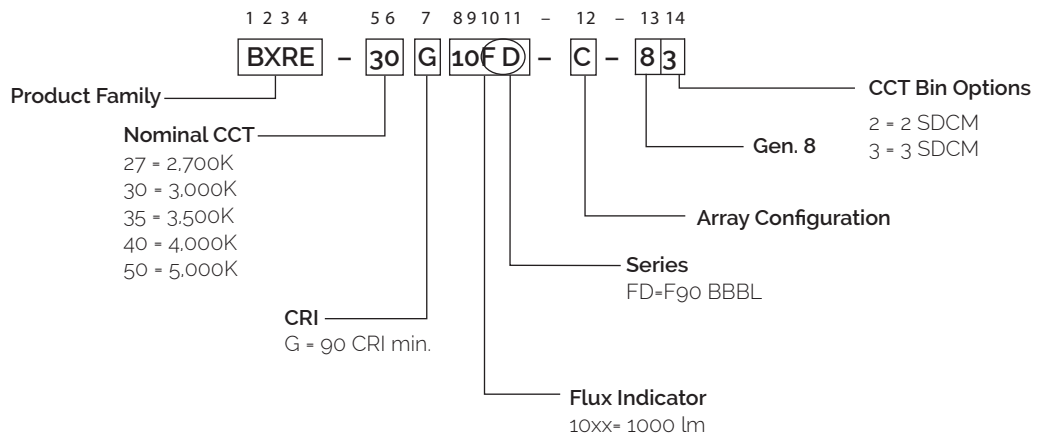 1 2 3 4 5 6 7 8 9 10 11 – 12 – 13 14
BXRE – 30 G 10F D – C – 8 3
Product Family
Nominal CCT
27 = 2,700K
30 = 3,000K
35 = 3,500K
40 = 4,000K
50 = 5,000K
CRI
G = 90 CRI min.
Flux Indicator
10xx= 1000 lm
Series
FD=F90 BBBL
Array Configuration
Gen. 8
CCT Bin Options
2 = 2 SDCM
3 = 3 SDCM